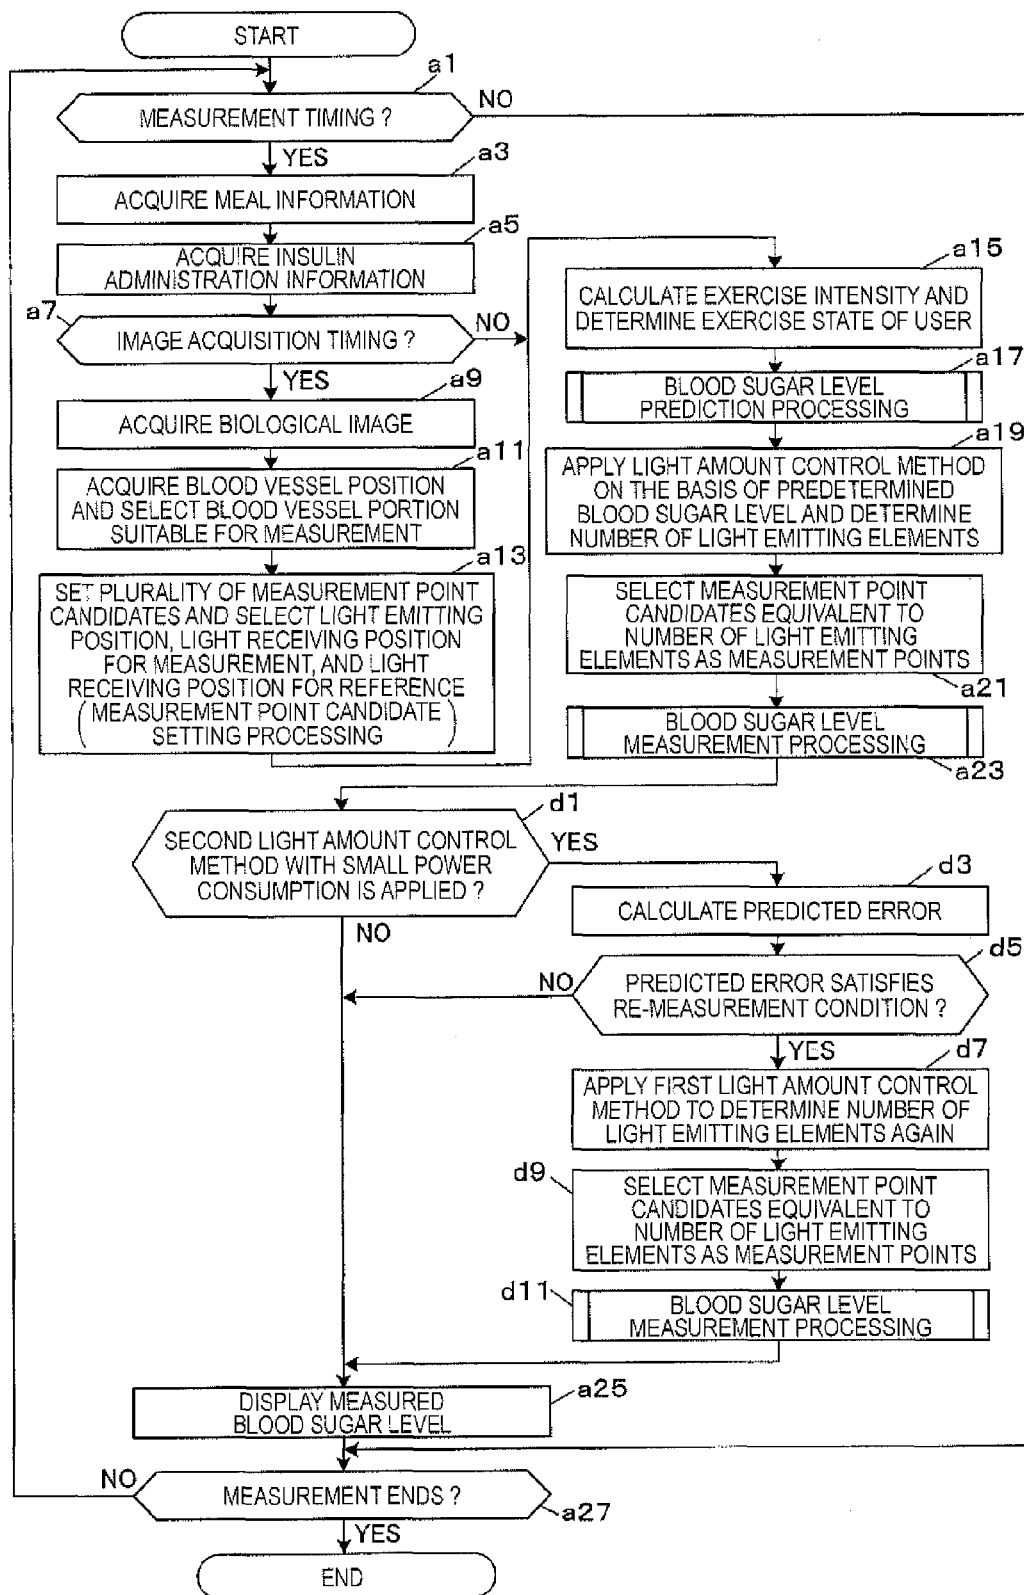 START
a1
MEASUREMENT TIMING ?
NO
YES
a3
ACQUIRE MEAL INFORMATION
a5
ACQUIRE INSULIN
ADMINISTRATION INFORMATION
a7
IMAGE ACQUISITION TIMING ?
NO
YES
a9
ACQUIRE BIOLOGICAL IMAGE
a11
ACQUIRE BLOOD VESSEL POSITION
AND SELECT BLOOD VESSEL PORTION
SUITABLE FOR MEASUREMENT
a13
SET PLURALITY OF MEASUREMENT POINT
CANDIDATES AND SELECT LIGHT EMITTING
POSITION, LIGHT RECEIVING POSITION
FOR MEASUREMENT, AND LIGHT
RECEIVING POSITION FOR REFERENCE
(MEASUREMENT POINT CANDIDATE
SETTING PROCESSING)
a15
CALCULATE EXERCISE INTENSITY AND
DETERMINE EXERCISE STATE OF USER
a17
BLOOD SUGAR LEVEL
PREDICTION PROCESSING
a19
APPLY LIGHT AMOUNT CONTROL METHOD
ON THE BASIS OF PREDETERMINED
BLOOD SUGAR LEVEL AND DETERMINE
NUMBER OF LIGHT EMITTING ELEMENTS
SELECT MEASUREMENT POINT
CANDIDATES EQUIVALENT TO
NUMBER OF LIGHT EMITTING
ELEMENTS AS MEASUREMENT POINTS
a21
BLOOD SUGAR LEVEL
MEASUREMENT PROCESSING
a23
d1
SECOND LIGHT AMOUNT CONTROL
METHOD WITH SMALL POWER
CONSUMPTION IS APPLIED ?
YES
NO
d3
CALCULATE PREDICTED ERROR
d5
PREDICTED ERROR SATISFIES
RE-MEASUREMENT CONDITION ?
NO
YES
d7
APPLY FIRST LIGHT AMOUNT CONTROL
METHOD TO DETERMINE NUMBER OF
LIGHT EMITTING ELEMENTS AGAIN
d9
SELECT MEASUREMENT POINT
CANDIDATES EQUIVALENT TO
NUMBER OF LIGHT EMITTING
ELEMENTS AS MEASUREMENT POINTS
d11
BLOOD SUGAR LEVEL
MEASUREMENT PROCESSING
a25
DISPLAY MEASURED
BLOOD SUGAR LEVEL
NO
MEASUREMENT ENDS ?
a27
YES
END